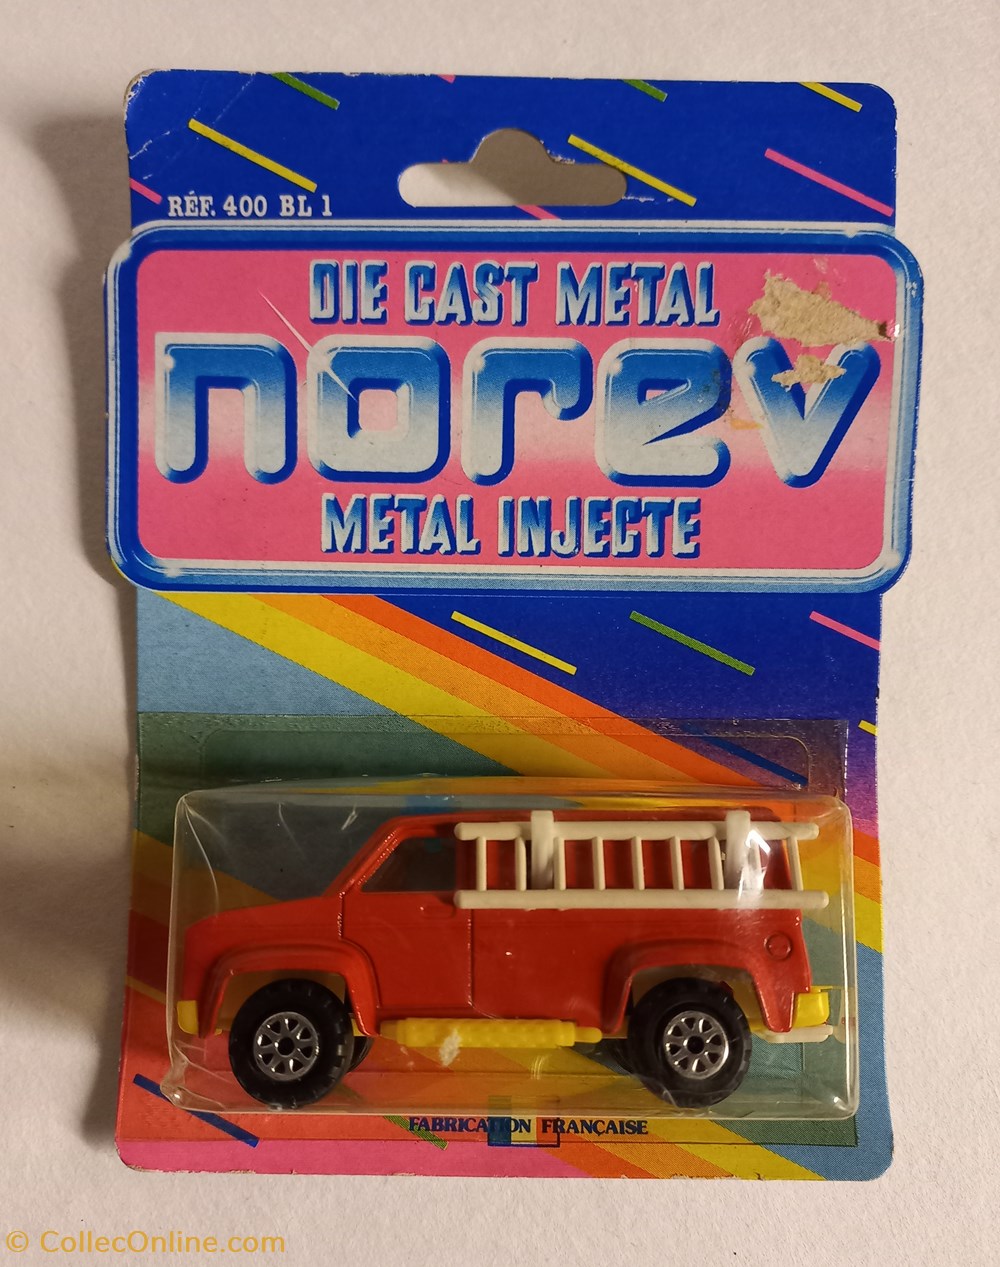 RÉF. 400 BL 1
DIE CAST METAL
norev
METAL INJECTE
FABRICATION FRANÇAISE
© CollecOnline.com